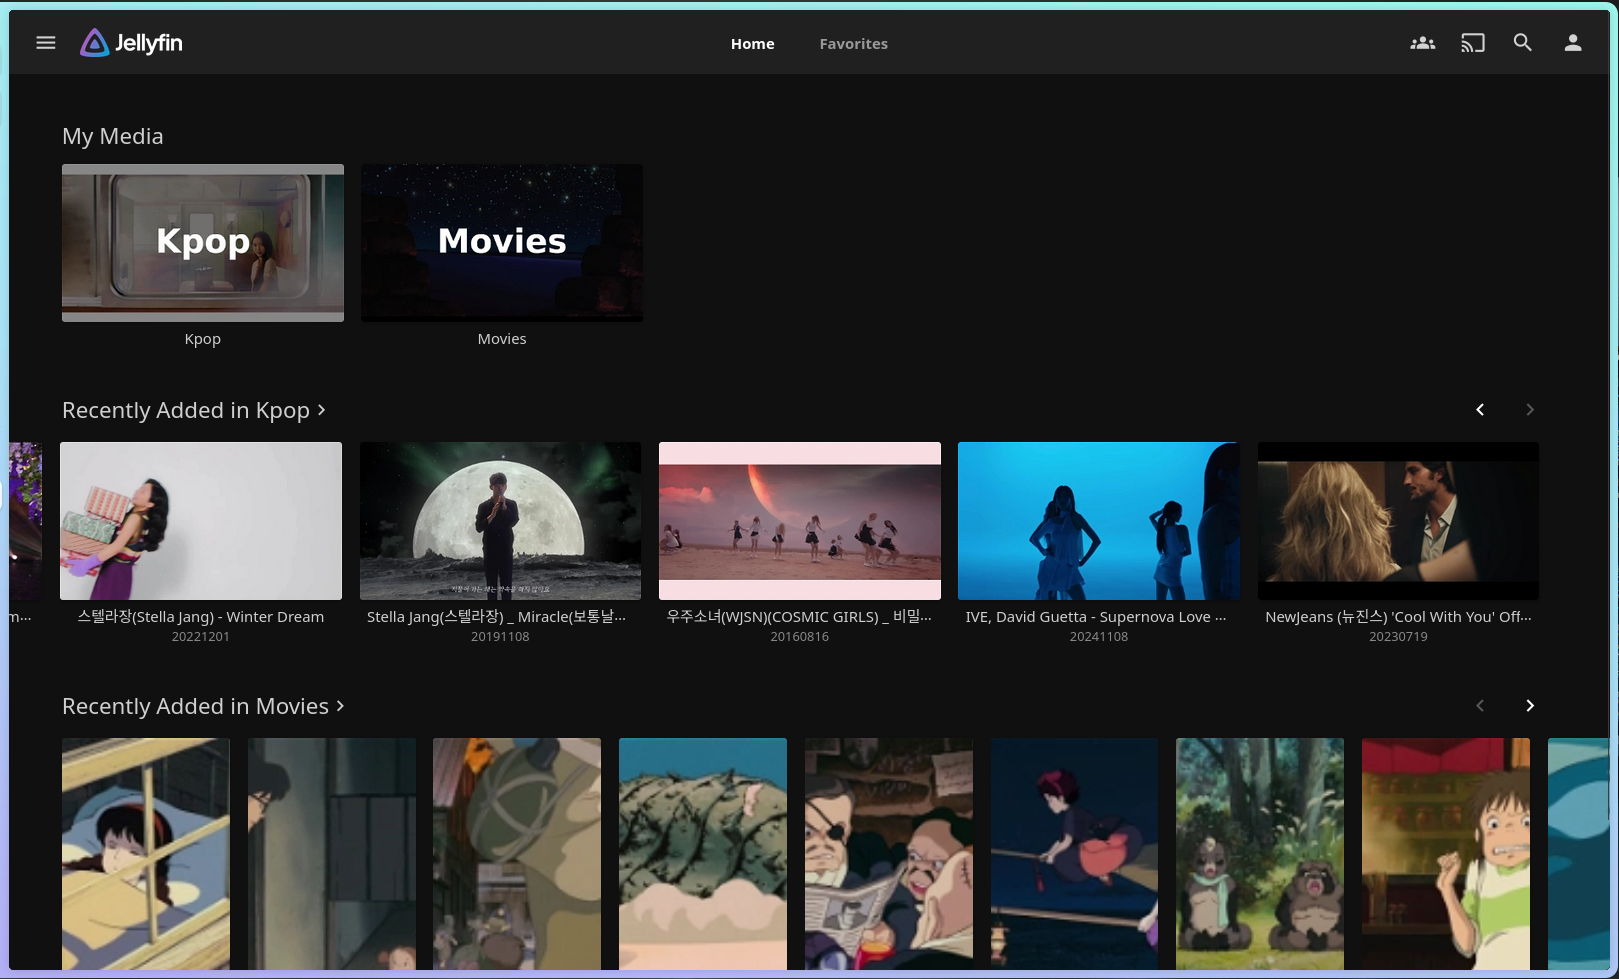 Jellyfin
Home
Favorites
My Media
Kpop
Movies
Kpop
Movies
Recently Added in Kpop
m...
스텔라장(Stella Jang) - Winter Dream
20221201
Stella Jang(스텔라장) _ Miracle(보통날...
20191108
우주소녀(WJSN)(COSMIC GIRLS) _ 비밀...
20160816
IVE, David Guetta - Supernova Love ...
20241108
NewJeans (뉴진스) 'Cool With You' Off...
20230719
Recently Added in Movies